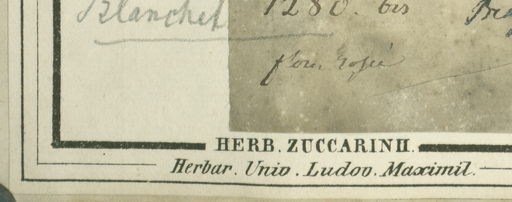 Blanchet 1280. bis
fleur rosée
HERB. ZUCCARINII.
Herbar. Univ. Ludov. Maximil.